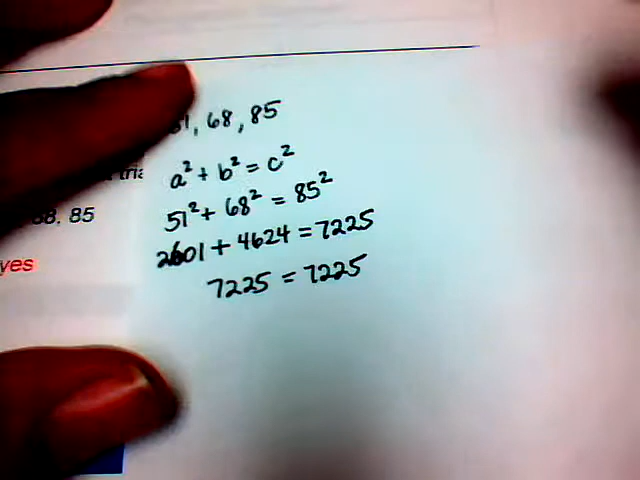 51, 68, 85
a² + b² = c²
51² + 68² = 85²
2601 + 4624 = 7225
7225 = 7225
68, 85
yes